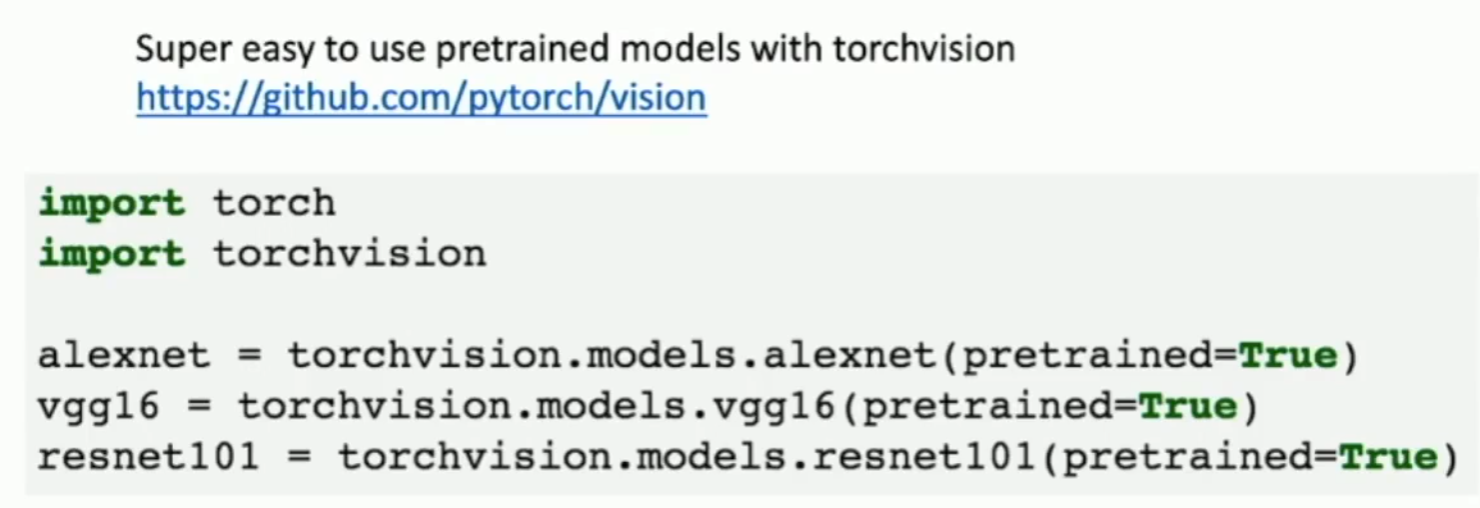 Super easy to use pretrained models with torchvision
https://github.com/pytorch/vision
import torch
import torchvision
alexnet = torchvision.models.alexnet(pretrained=True)
vgg16 = torchvision.models.vgg16(pretrained=True)
resnet101 = torchvision.models.resnet101(pretrained=True)